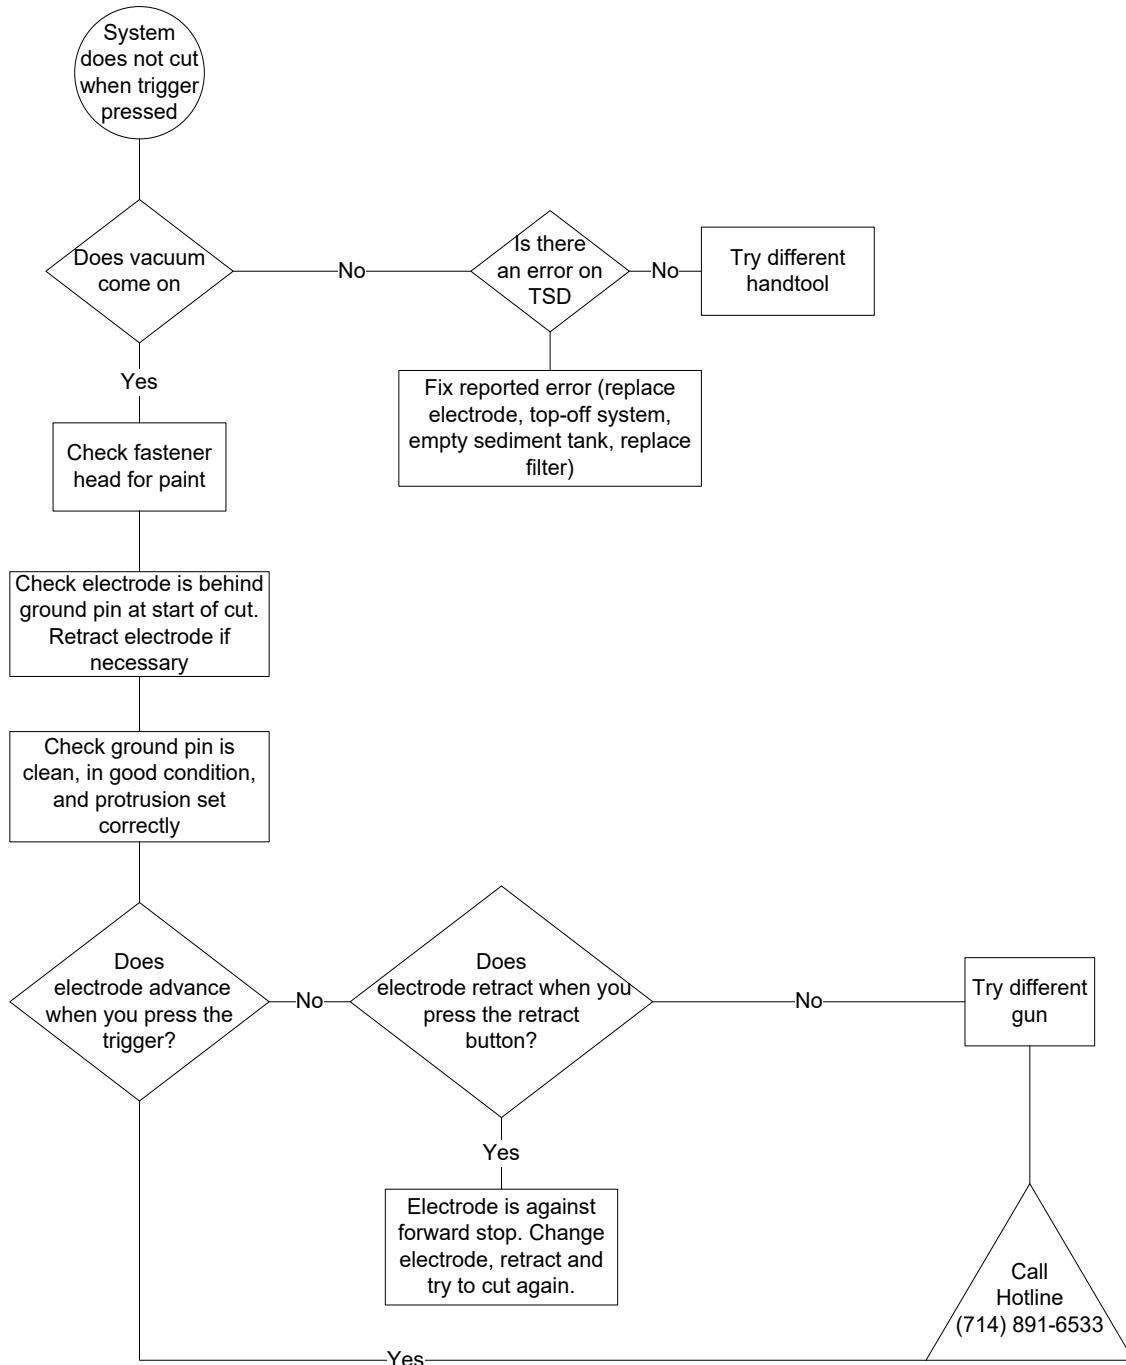 System
does not cut
when trigger
pressed
Does vacuum
come on
No
Is there
an error on
TSD
No
Try different
handtool
Yes
Fix reported error (replace
electrode, top-off system,
empty sediment tank, replace
filter)
Check fastener
head for paint
Check electrode is behind
ground pin at start of cut.
Retract electrode if
necessary
Check ground pin is
clean, in good condition,
and protrusion set
correctly
Does
electrode advance
when you press the
trigger?
No
Does
electrode retract when you
press the retract
button?
No
Try different
gun
Yes
Electrode is against
forward stop. Change
electrode, retract and
try to cut again.
Call
Hotline
(714) 891-6533
Yes